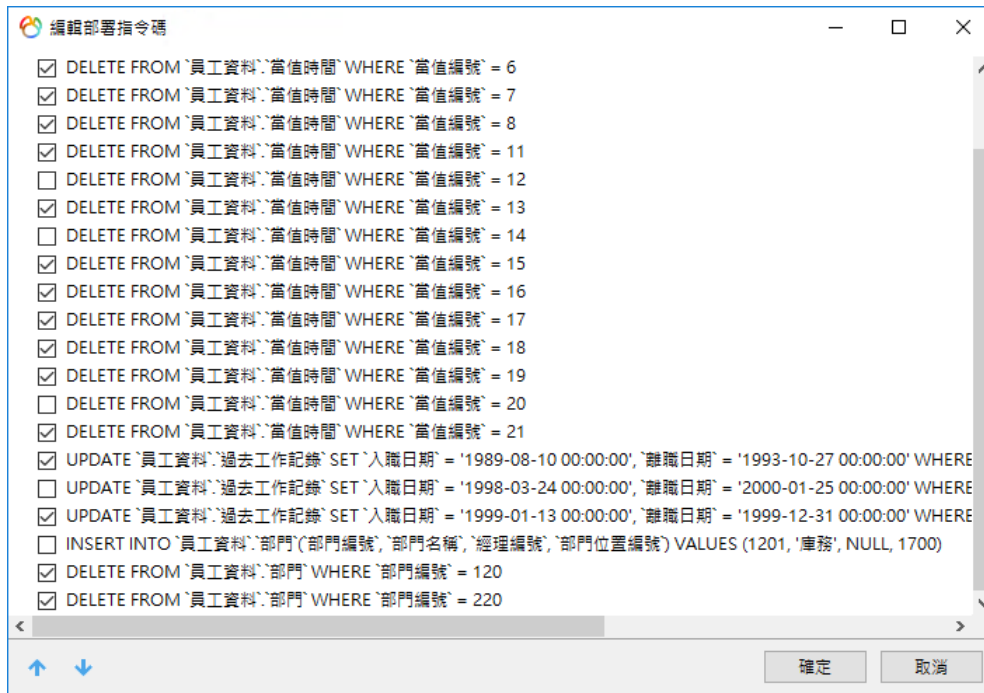 編輯部署指令碼
DELETE FROM `員工資料`.`當值時間` WHERE `當值編號` = 6
DELETE FROM `員工資料`.`當值時間` WHERE `當值編號` = 7
DELETE FROM `員工資料`.`當值時間` WHERE `當值編號` = 8
DELETE FROM `員工資料`.`當值時間` WHERE `當值編號` = 11
DELETE FROM `員工資料`.`當值時間` WHERE `當值編號` = 12
DELETE FROM `員工資料`.`當值時間` WHERE `當值編號` = 13
DELETE FROM `員工資料`.`當值時間` WHERE `當值編號` = 14
DELETE FROM `員工資料`.`當值時間` WHERE `當值編號` = 15
DELETE FROM `員工資料`.`當值時間` WHERE `當值編號` = 16
DELETE FROM `員工資料`.`當值時間` WHERE `當值編號` = 17
DELETE FROM `員工資料`.`當值時間` WHERE `當值編號` = 18
DELETE FROM `員工資料`.`當值時間` WHERE `當值編號` = 19
DELETE FROM `員工資料`.`當值時間` WHERE `當值編號` = 20
DELETE FROM `員工資料`.`當值時間` WHERE `當值編號` = 21
UPDATE `員工資料`.`過去工作記錄` SET `入職日期` = '1989-08-10 00:00:00', `離職日期` = '1993-10-27 00:00:00' WHERE
UPDATE `員工資料`.`過去工作記錄` SET `入職日期` = '1998-03-24 00:00:00', `離職日期` = '2000-01-25 00:00:00' WHERE
UPDATE `員工資料`.`過去工作記錄` SET `入職日期` = '1999-01-13 00:00:00', `離職日期` = '1999-12-31 00:00:00' WHERE
INSERT INTO `員工資料`.`部門`(`部門編號`, `部門名稱`, `經理編號`, `部門位置編號`) VALUES (1201, '庫務', NULL, 1700)
DELETE FROM `員工資料`.`部門` WHERE `部門編號` = 120
DELETE FROM `員工資料`.`部門` WHERE `部門編號` = 220
確定 取消